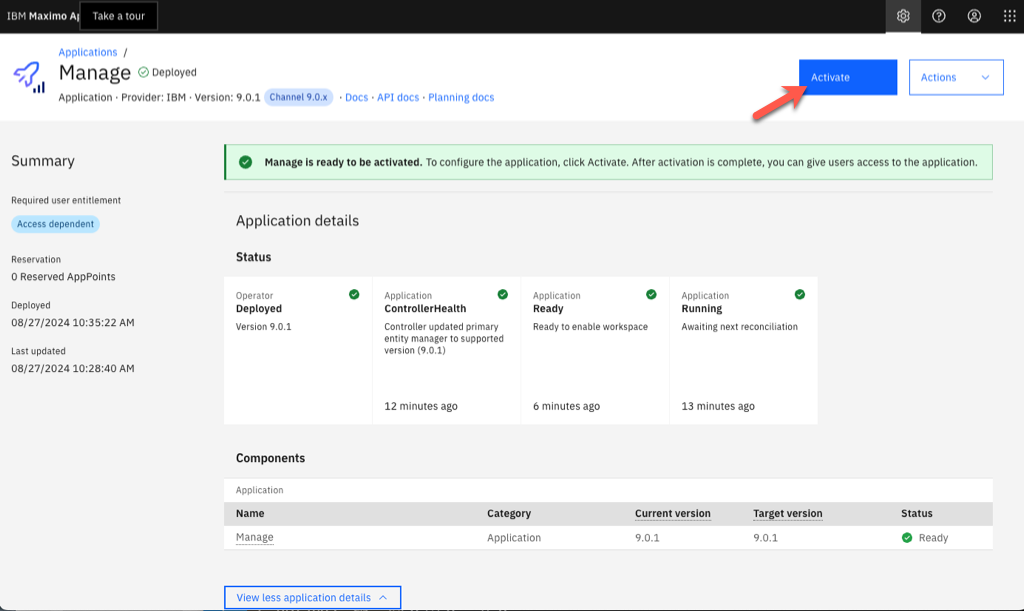 IBM Maximo Ap
Take a tour
Applications /
Manage Deployed
Application · Provider: IBM · Version: 9.0.1 Channel 9.0.x · Docs · API docs · Planning docs
Activate
Actions
Summary
Required user entitlement
Access dependent
Reservation
0 Reserved AppPoints
Deployed
08/27/2024 10:35:22 AM
Last updated
08/27/2024 10:28:40 AM
Manage is ready to be activated. To configure the application, click Activate. After activation is complete, you can give users access to the application.
Application details
Status
Operator
Deployed
Version 9.0.1
Application
ControllerHealth
Controller updated primary
entity manager to supported
version (9.0.1)
12 minutes ago
Application
Ready
Ready to enable workspace
6 minutes ago
Application
Running
Awaiting next reconciliation
13 minutes ago
Components
Application
Name Category Current version Target version Status
Manage Application 9.0.1 9.0.1 Ready
View less application details